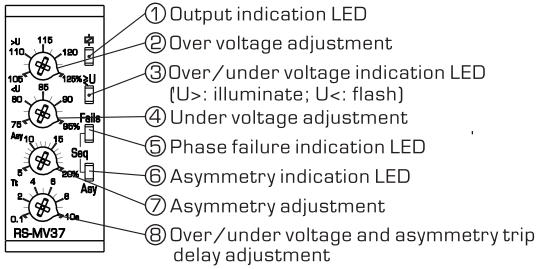 ① Output indication LED
② Over voltage adjustment
③ Over/under voltage indication LED
(U>: illuminate; U<: flash)
④ Under voltage adjustment
⑤ Phase failure indication LED
⑥ Asymmetry indication LED
⑦ Asymmetry adjustment
⑧ Over/under voltage and asymmetry trip
delay adjustment
>U 115
110 120
105 125% ≥U
<U 85
80 90
75 95% Fails
Asy 10 15
Seq
5 20%
Asy
Tt 4 6
2 8
0.1 10s
RS-MV37